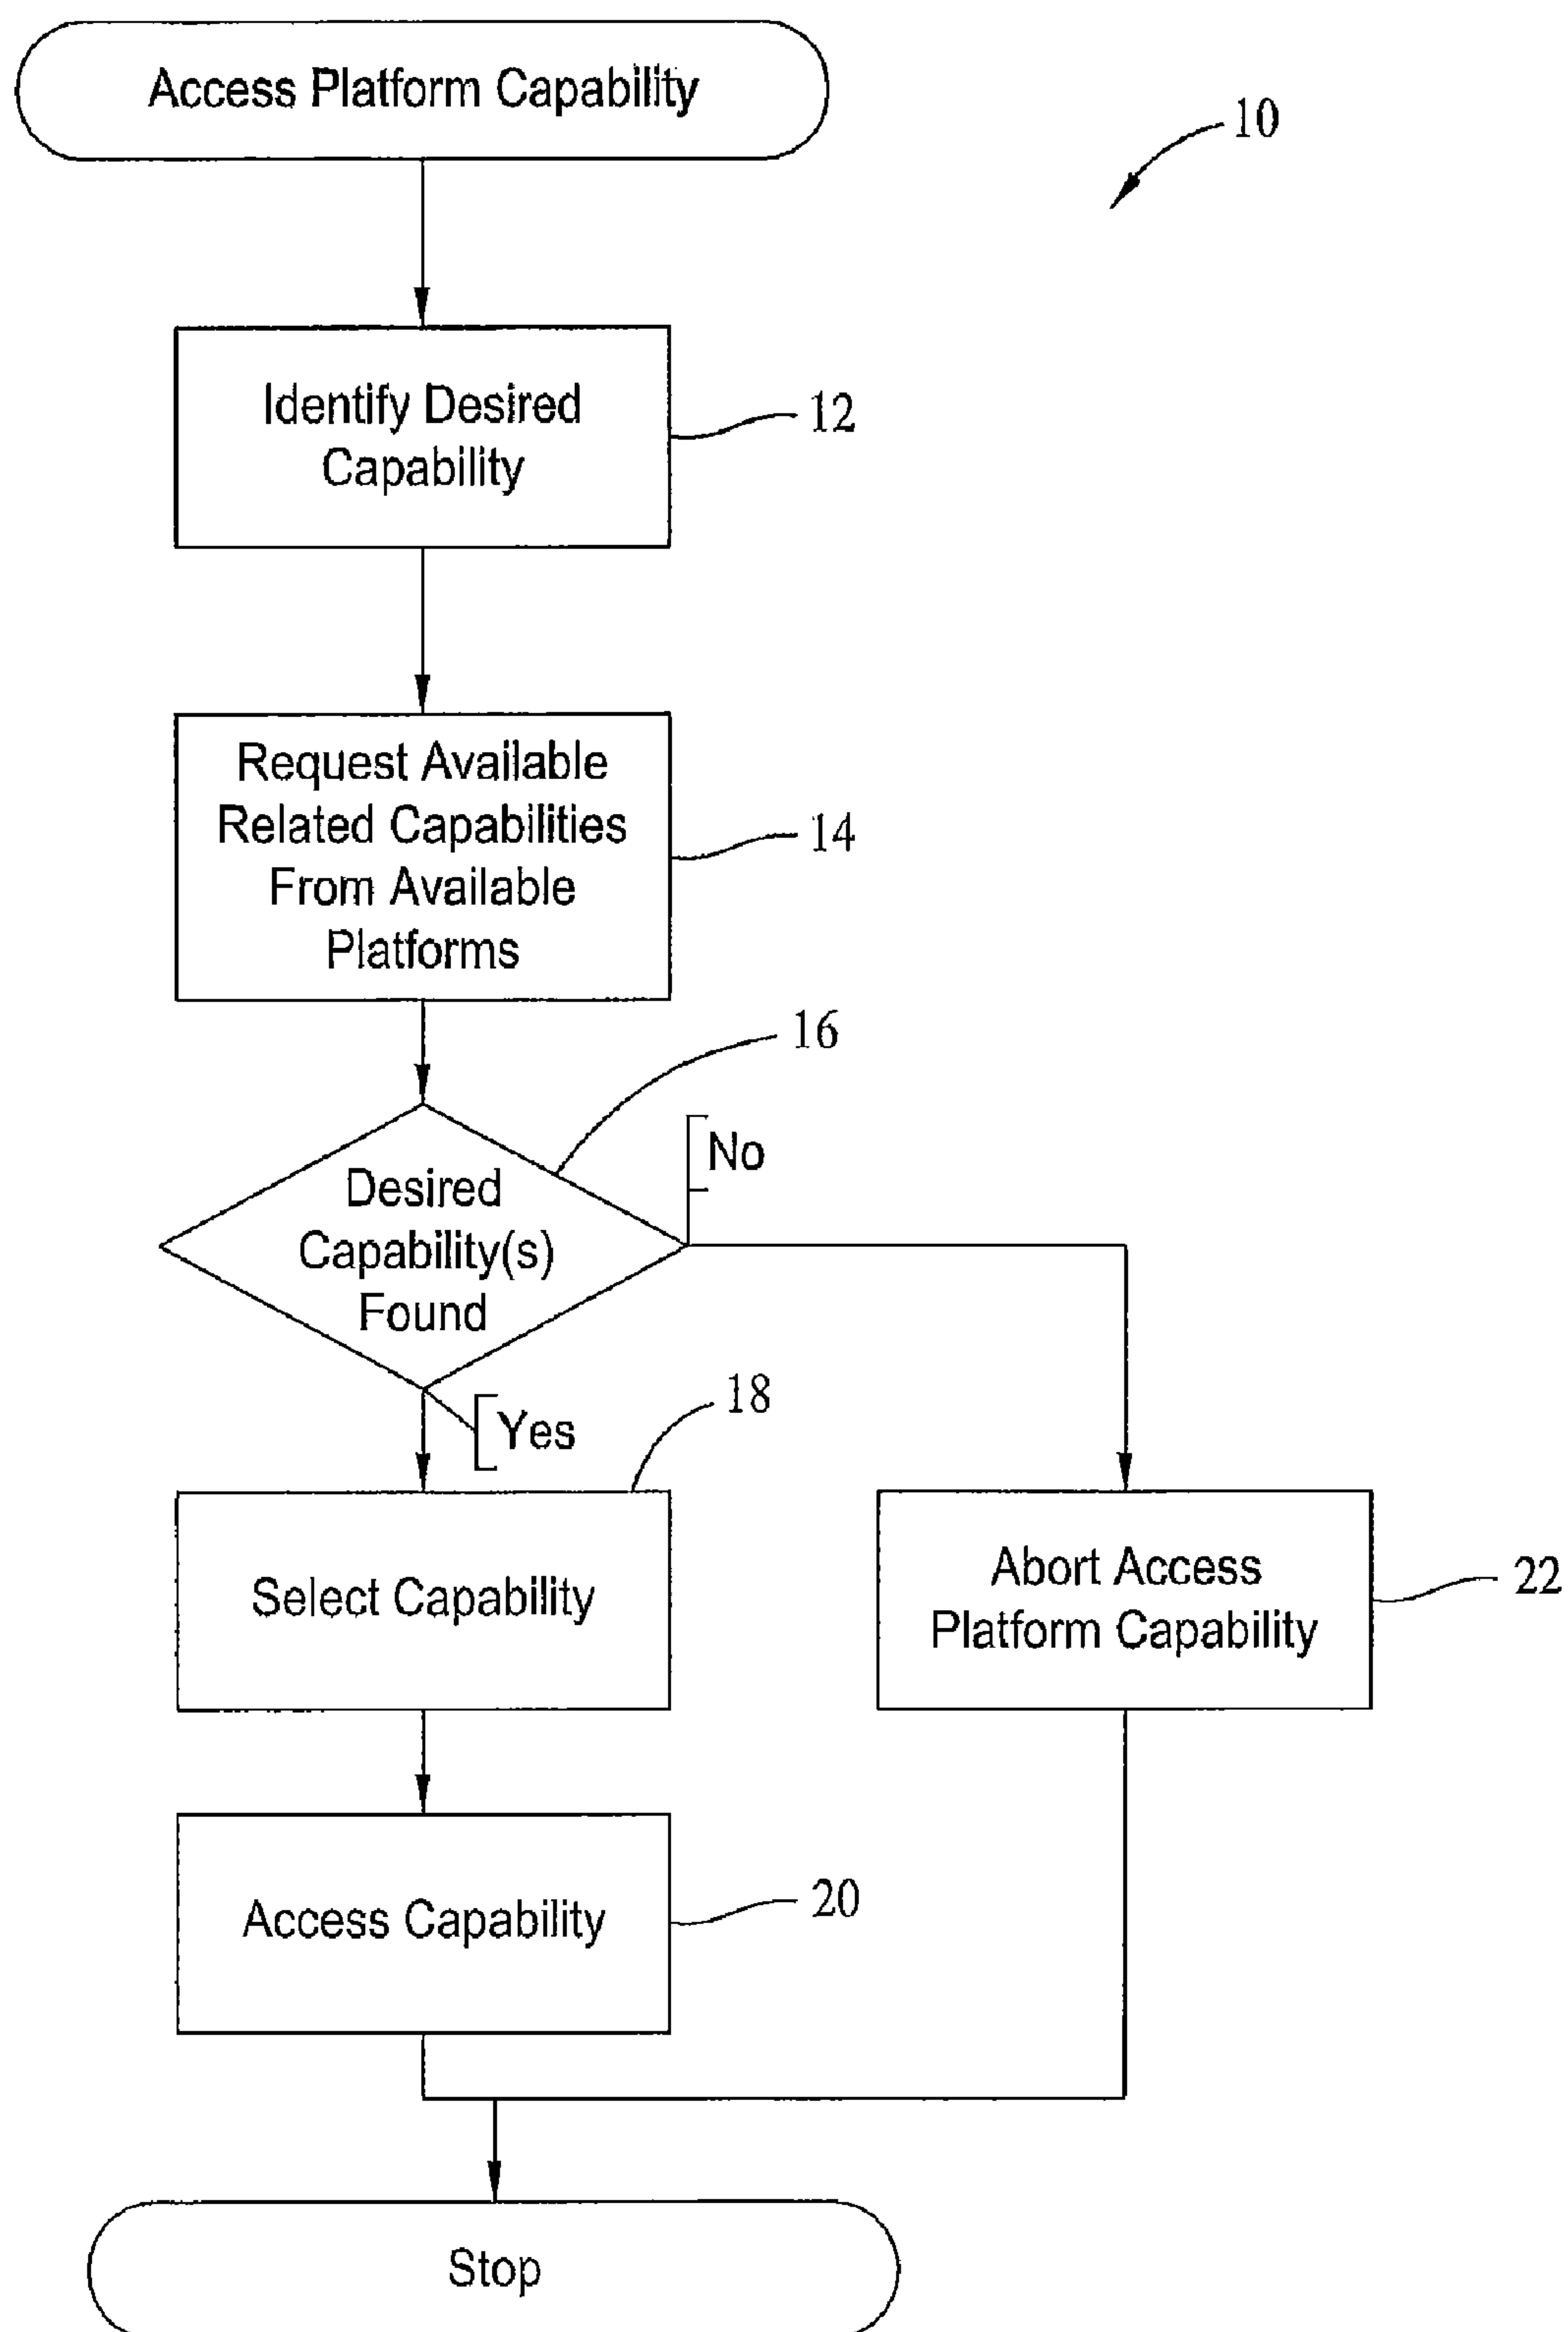 Access Platform Capability
10
Identify Desired
Capability
12
Request Available
Related Capabilities
From Available
Platforms
14
16
Desired
Capability(s)
Found
No
Yes
18
Select Capability
Abort Access
Platform Capability
22
Access Capability
20
Stop